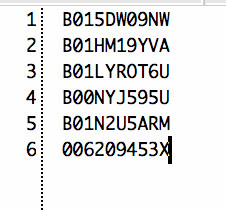 1 B015DW09NW
2 B01HM19YVA
3 B01LYROT6U
4 B00NYJ595U
5 B01N2U5ARM
6 006209453X